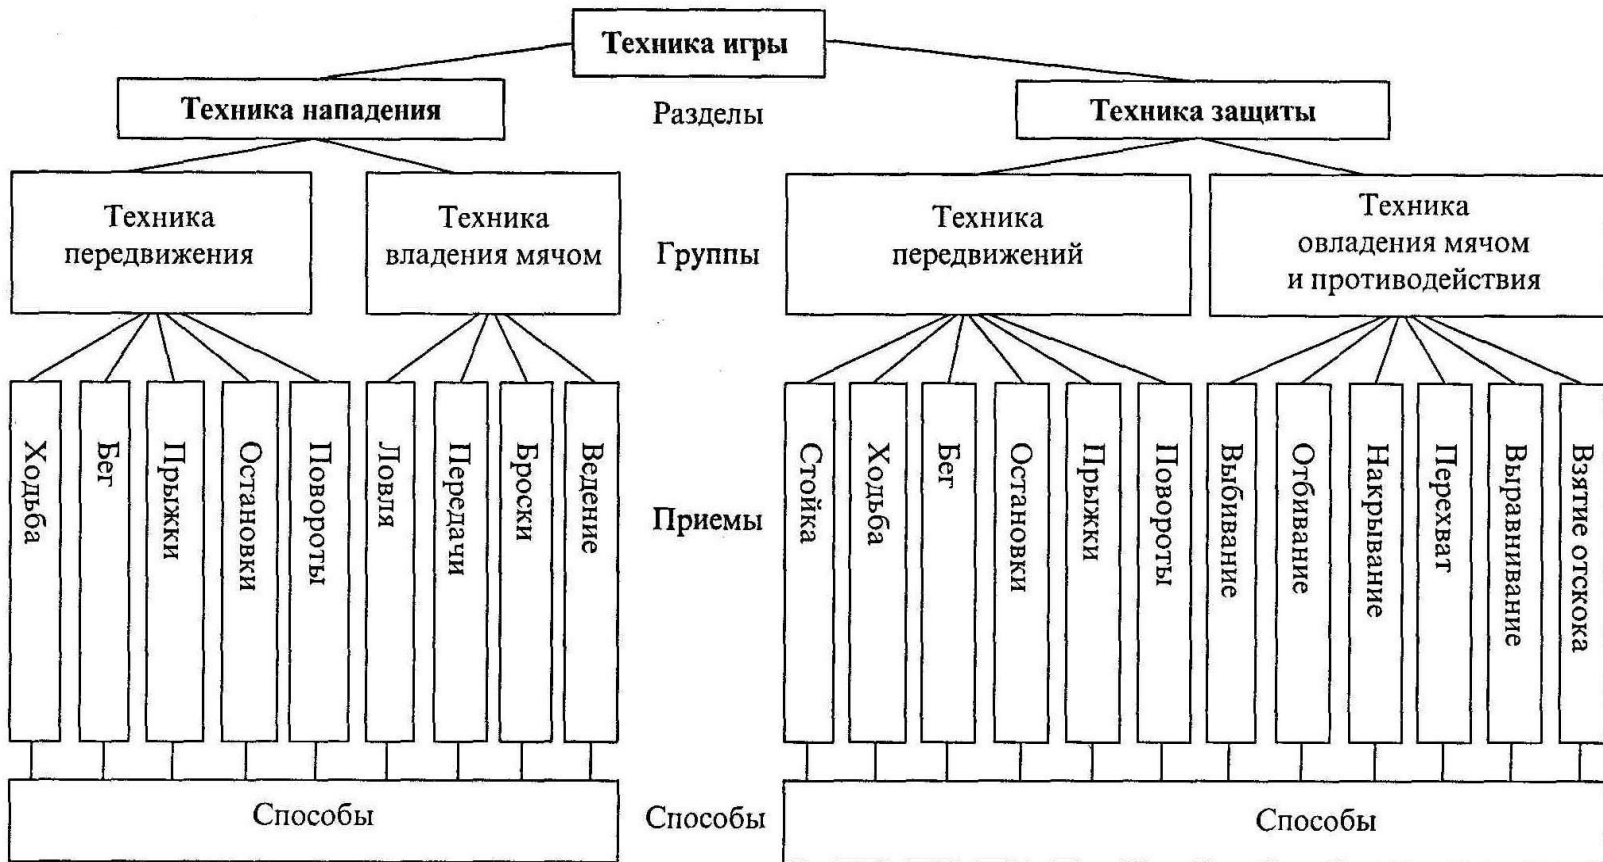 Техника игры
Техника нападения
Разделы
Техника защиты
Техника
передвижения
Техника
владения мячом
Группы
Техника
передвижений
Техника
овладения мячом
и противодействия
Ходьба
Бег
Прыжки
Остановки
Повороты
Ловля
Передачи
Броски
Ведение
Приемы
Стойка
Ходьба
Бег
Остановки
Прыжки
Повороты
Выбивание
Отбивание
Накрывание
Перехват
Выравнивание
Взятие отскока
Способы
Способы
Способы